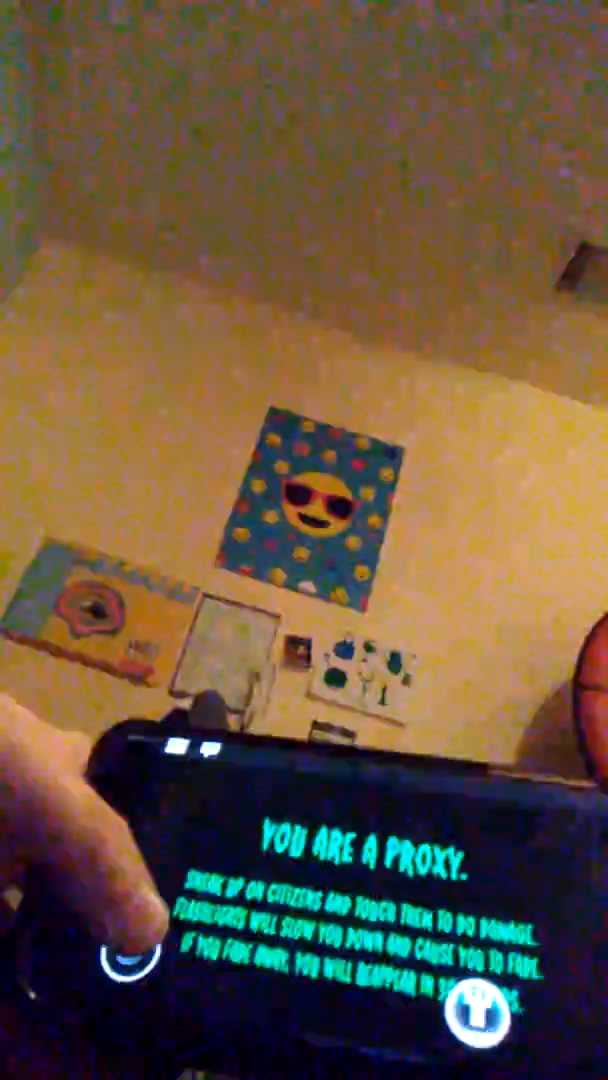 YOU ARE A PROXY.
SNEAK UP ON CITIZENS AND TOUCH THEM TO DO DAMAGE.
FLASHLIGHTS WILL SLOW YOU DOWN AND CAUSE YOU TO FADE.
IF YOU FADE AWAY, YOU WILL REAPPEAR IN